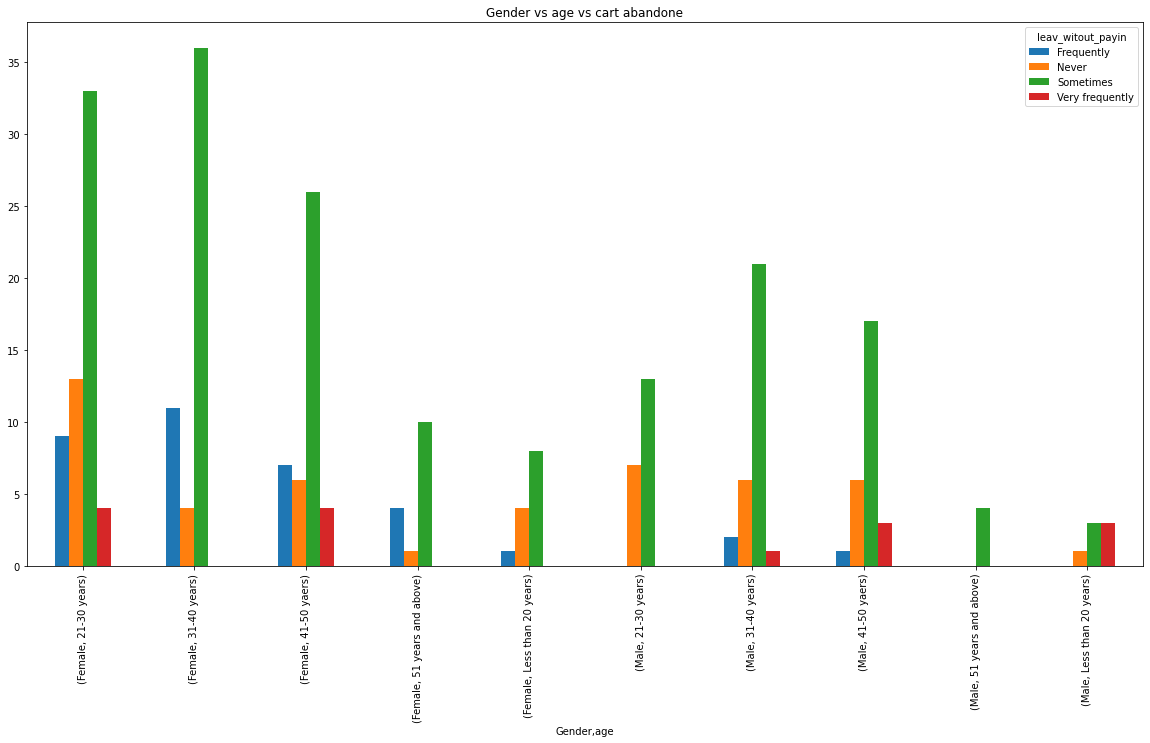 Gender vs age vs cart abandone
leav_witout_payin
Frequently
Never
Sometimes
Very frequently
35
30
25
20
15
10
5
0
(Female, 21-30 years)
(Female, 31-40 years)
(Female, 41-50 yaers)
(Female, 51 years and above)
(Female, Less than 20 years)
(Male, 21-30 years)
(Male, 31-40 years)
(Male, 41-50 yaers)
(Male, 51 years and above)
(Male, Less than 20 years)
Gender,age